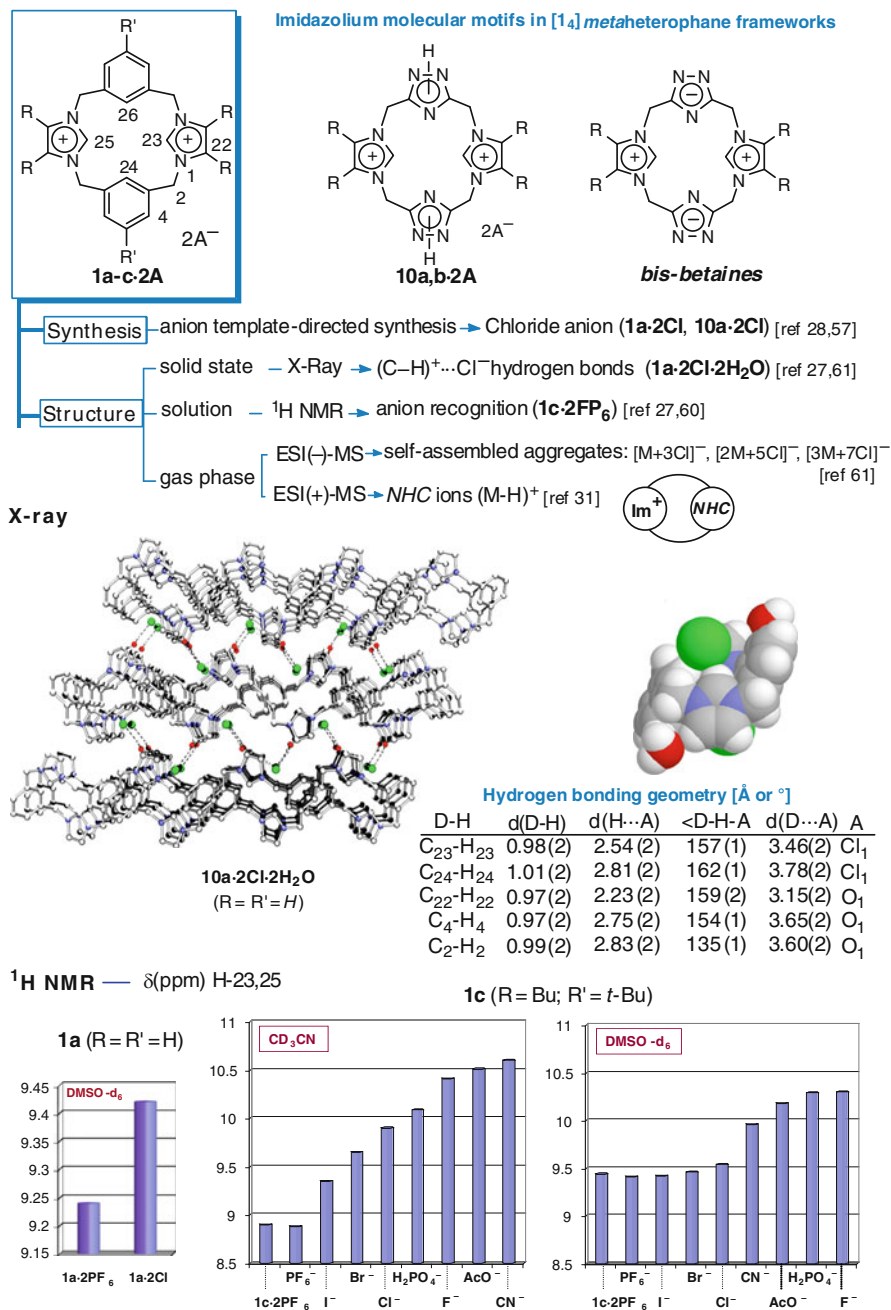 Imidazolium molecular motifs in [1₄] metaheterophane frameworks
R'
R
R
26
N
N
25
+
23
+
22
N
N
24
R
R
1
2
4
R'
2A⁻
1a-c·2A
H
N
N N
R
R
N
N
+
+
N
N
R
R
N N
N
H
2A⁻
10a,b·2A
N
N N
−
R
R
N
N
+
+
N
N
R
R
−
N N
N
bis-betaines
Synthesis anion template-directed synthesis Chloride anion (1a·2Cl, 10a·2Cl) [ref 28,57]
solid state – X-Ray (C–H)⁺···Cl⁻ hydrogen bonds (1a·2Cl·2H₂O) [ref 27,61]
Structure solution – ¹H NMR anion recognition (1c·2FP₆) [ref 27,60]
gas phase
ESI(–)-MS self-assembled aggregates: [M+3Cl]⁻, [2M+5Cl]⁻, [3M+7Cl]⁻
[ref 61]
ESI(+)-MS NHC ions (M-H)⁺ [ref 31]
Im⁺ NHC
X-ray
10a·2Cl·2H₂O
(R = R' = H)
Hydrogen bonding geometry [Å or °]
D-H d(D-H) d(H···A) <D-H-A d(D···A) A
C₂₃-H₂₃ 0.98(2) 2.54(2) 157(1) 3.46(2) Cl₁
C₂₄-H₂₄ 1.01(2) 2.81(2) 162(1) 3.78(2) Cl₁
C₂₂-H₂₂ 0.97(2) 2.23(2) 159(2) 3.15(2) O₁
C₄-H₄ 0.97(2) 2.75(2) 154(1) 3.65(2) O₁
C₂-H₂ 0.99(2) 2.83(2) 135(1) 3.60(2) O₁
¹H NMR — δ(ppm) H-23,25
1a (R = R' = H)
DMSO-d₆
9.45
9.4
9.35
9.3
9.25
9.2
9.15
1a·2PF₆ 1a·2Cl
1c (R = Bu; R' = t-Bu)
CD₃CN
11
10.5
10
9.5
9
8.5
PF₆⁻ Br⁻ H₂PO₄⁻ AcO⁻
1c·2PF₆ I⁻ Cl⁻ F⁻ CN⁻
DMSO-d₆
11
10.5
10
9.5
9
8.5
PF₆⁻ Br⁻ CN⁻ H₂PO₄⁻
1c·2PF₆ I⁻ Cl⁻ AcO⁻ F⁻